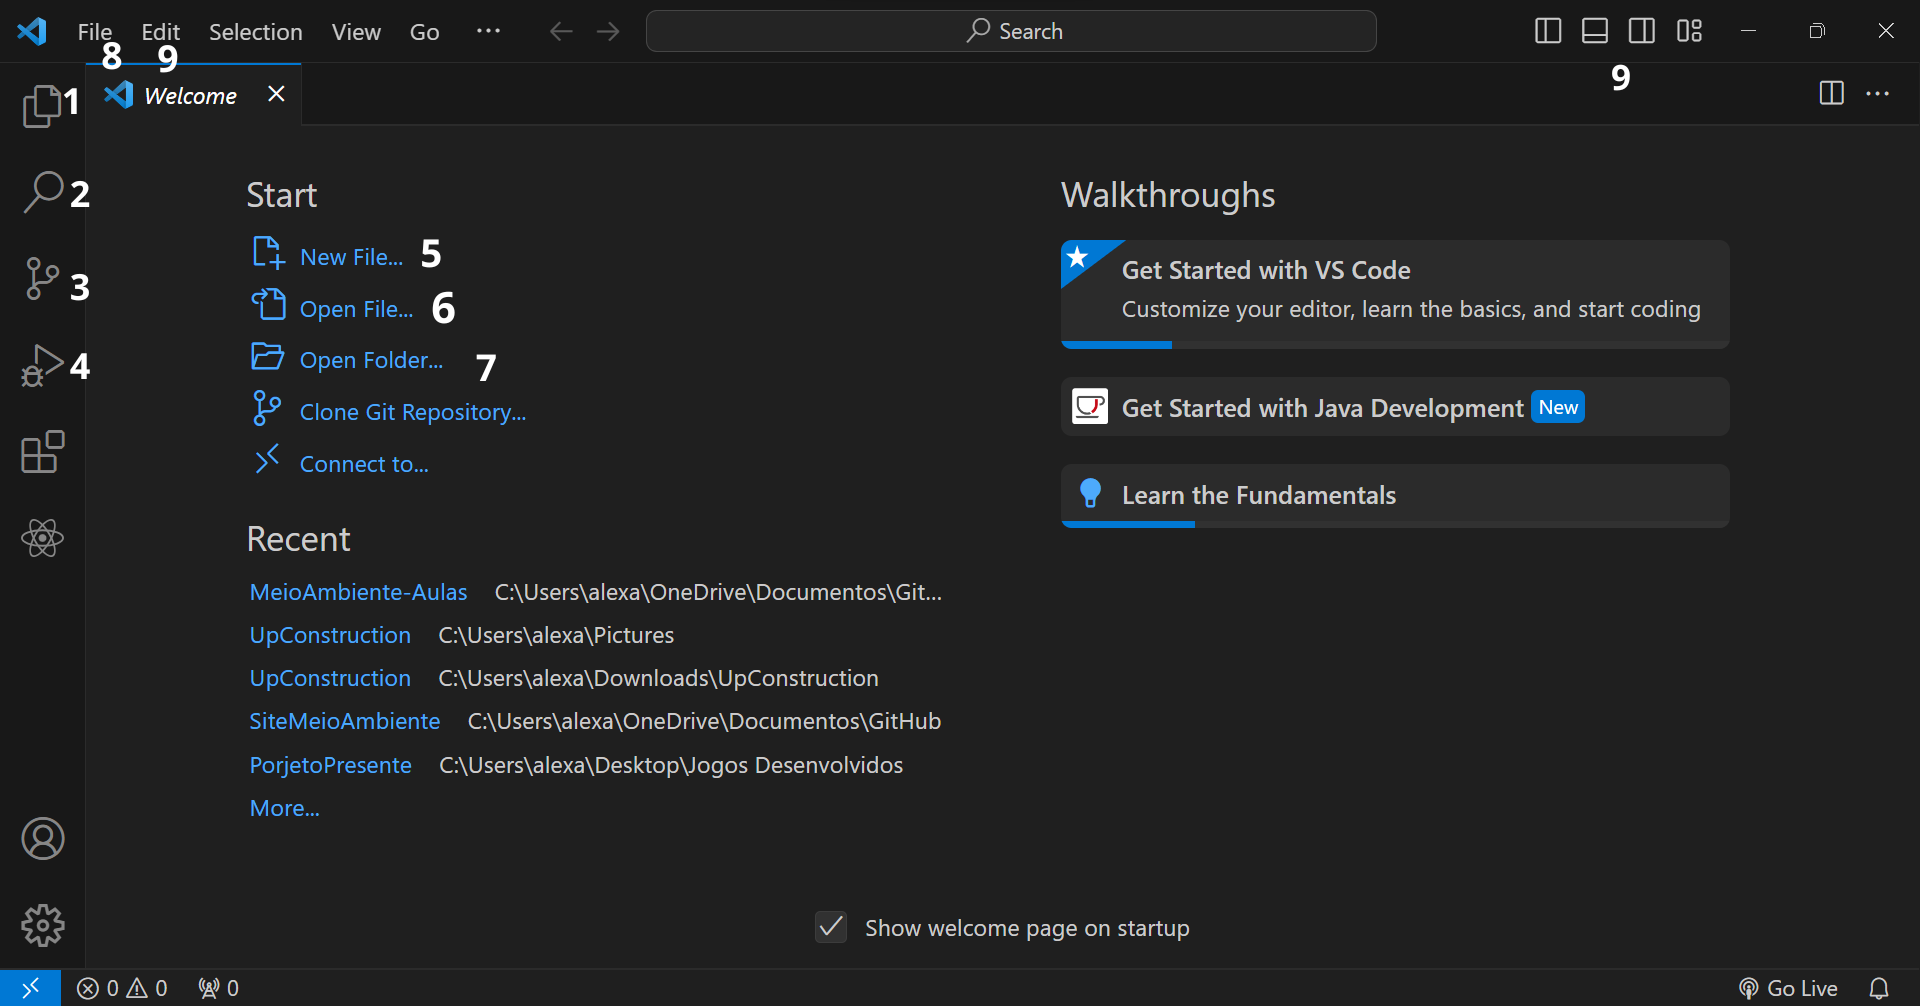 File Edit Selection View Go ... Search
8 9 9
1 Welcome
2
3
4
Start
New File... 5
Open File... 6
Open Folder... 7
Clone Git Repository...
Connect to...
Recent
MeioAmbiente-Aulas C:\Users\alexa\OneDrive\Documentos\Git...
UpConstruction C:\Users\alexa\Pictures
UpConstruction C:\Users\alexa\Downloads\UpConstruction
SiteMeioAmbiente C:\Users\alexa\OneDrive\Documentos\GitHub
PorjetoPresente C:\Users\alexa\Desktop\Jogos Desenvolvidos
More...
Walkthroughs
Get Started with VS Code
Customize your editor, learn the basics, and start coding
Get Started with Java Development New
Learn the Fundamentals
Show welcome page on startup
0 0 0 Go Live